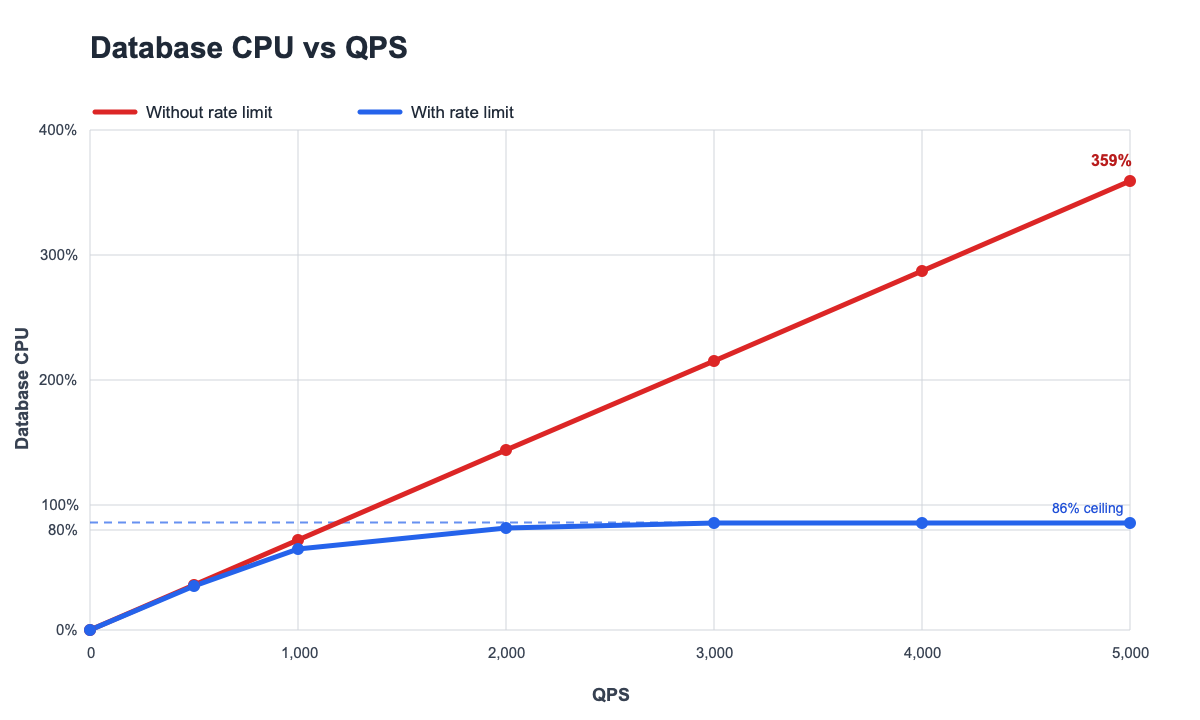 Database CPU vs QPS
Without rate limit
With rate limit
400%
359%
300%
200%
100%
86% ceiling
80%
0%
Database CPU
0
1,000
2,000
3,000
4,000
5,000
QPS